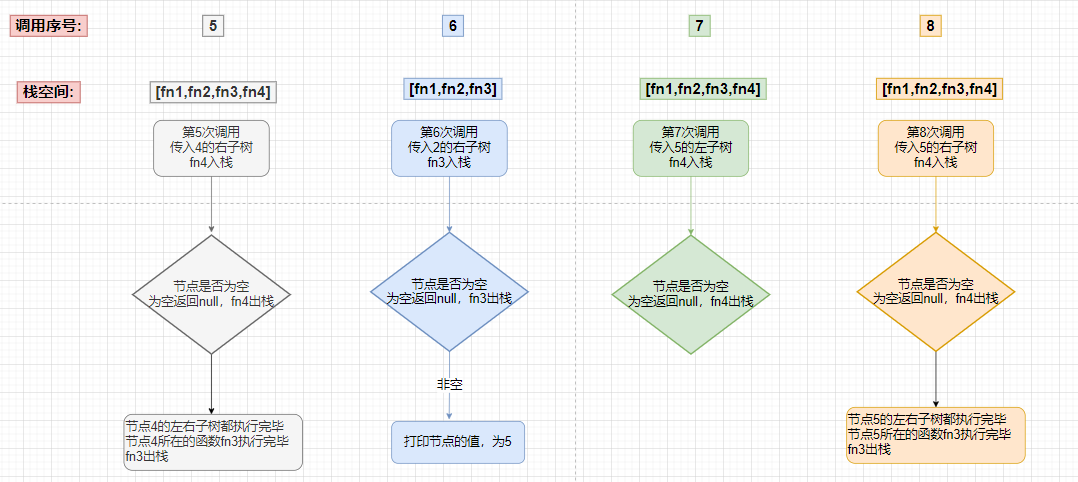 调用序号:
5
6
7
8
栈空间:
[fn1,fn2,fn3,fn4]
[fn1,fn2,fn3]
[fn1,fn2,fn3,fn4]
[fn1,fn2,fn3,fn4]
第5次调用
传入4的右子树
fn4入栈
第6次调用
传入2的右子树
fn3入栈
第7次调用
传入5的左子树
fn4入栈
第8次调用
传入5的右子树
fn4入栈
节点是否为空
为空返回null，fn4出栈
节点是否为空
为空返回null，fn3出栈
节点是否为空
为空返回null，fn4出栈
节点是否为空
为空返回null，fn4出栈
非空
节点4的左右子树都执行完毕
节点4所在的函数fn3执行完毕
fn3出栈
打印节点的值，为5
节点5的左右子树都执行完毕
节点5所在的函数fn3执行完毕
fn3出栈